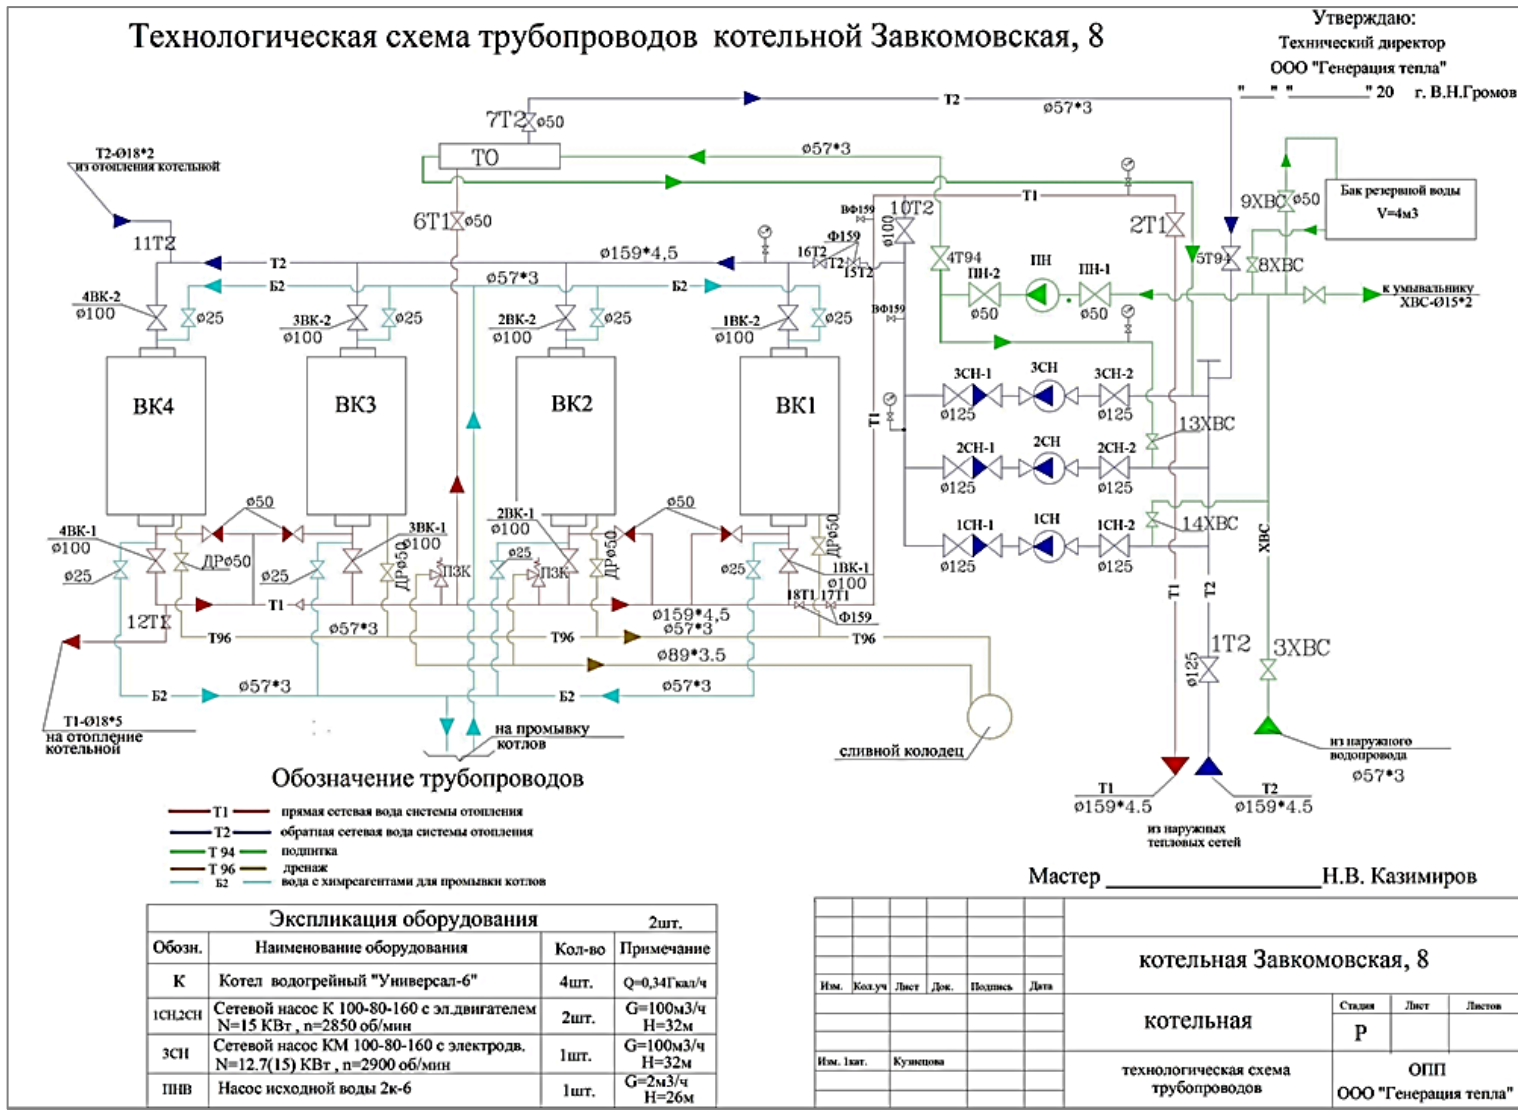 Технологическая схема трубопроводов котельной Завкомовская, 8
Утверждаю:
Технический директор
ООО "Генерация тепла"
"___" "________" 20 г. В.Н.Громов
7Т2
ø50
Т2
ø57*3
Т2-Ø18*2
из отопления котельной
ТО
ø57*3
6Т1
ø50
Т1
ВФ159
10Т2
ø100
2Т1
9ХВС
ø50
Бак резервной воды
V=4м3
11Т2
Т2
ø159*4,5
16Т2
Ф159
Т2
15Т2
4Т94
5Т94
8ХВС
ø57*3
Б2
Б2
ПН-2
ПН
ПН-1
ø50
ø50
к умывальнику
ХВС-Ø15*2
4ВК-2
ø100
ø25
3ВК-2
ø100
ø25
2ВК-2
ø100
ø25
1ВК-2
ø100
ø25
ВФ159
ВК4
ВК3
ВК2
ВК1
Т1
3СН-1
3СН
3СН-2
ø125
ø125
13ХВС
2СН-1
2СН
2СН-2
ø125
ø125
1СН-1
1СН
1СН-2
ø125
ø125
14ХВС
ХВС
ø50
ø50
4ВК-1
ø100
ø25
ДРø50
3ВК-1
ø100
ø25
ДРø50
ПЗК
2ВК-1
ø100
ø25
ПЗК
ДРø50
ø25
ДРø50
1ВК-1
ø100
12Т1
Т1
18Т1
17Т1
Ф159
ø159*4,5
Т96
ø57*3
Т96
ø57*3
Т96
ø89*3.5
Б2
ø57*3
Б2
ø57*3
Т1
Т2
1Т2
ø125
3ХВС
Т1-Ø18*5
на отопление
котельной
на промывку
котлов
сливной колодец
из наружного
водопровода
ø57*3
Т1
ø159*4.5
Т2
ø159*4.5
из наружных
тепловых сетей
Обозначение трубопроводов
Т1 прямая сетевая вода системы отопления
Т2 обратная сетевая вода системы отопления
Т 94 подпитка
Т 96 дренаж
Б2 вода с химреагентами для промывки котлов
Мастер ____________________ Н.В. Казимиров
Экспликация оборудования 2шт.
Обозн. Наименование оборудования Кол-во Примечание
К Котел водогрейный "Универсал-6" 4шт. Q=0,34Гкал/ч
1СН,2СН Сетевой насос К 100-80-160 с эл.двигателем 2шт. G=100м3/ч
N=15 КВт , n=2850 об/мин H=32м
3СН Сетевой насос КМ 100-80-160 с электродв. 1шт. G=100м3/ч
N=12.7(15) КВт , n=2900 об/мин H=32м
ПНВ Насос исходной воды 2к-6 1шт. G=2м3/ч
H=26м
котельная Завкомовская, 8
Изм. Кол.уч Лист Док. Подпись Дата
котельная
Стадия Лист Листов
Р
Изм. 1кат. Кузнецова
технологическая схема
трубопроводов
ОПП
ООО "Генерация тепла"